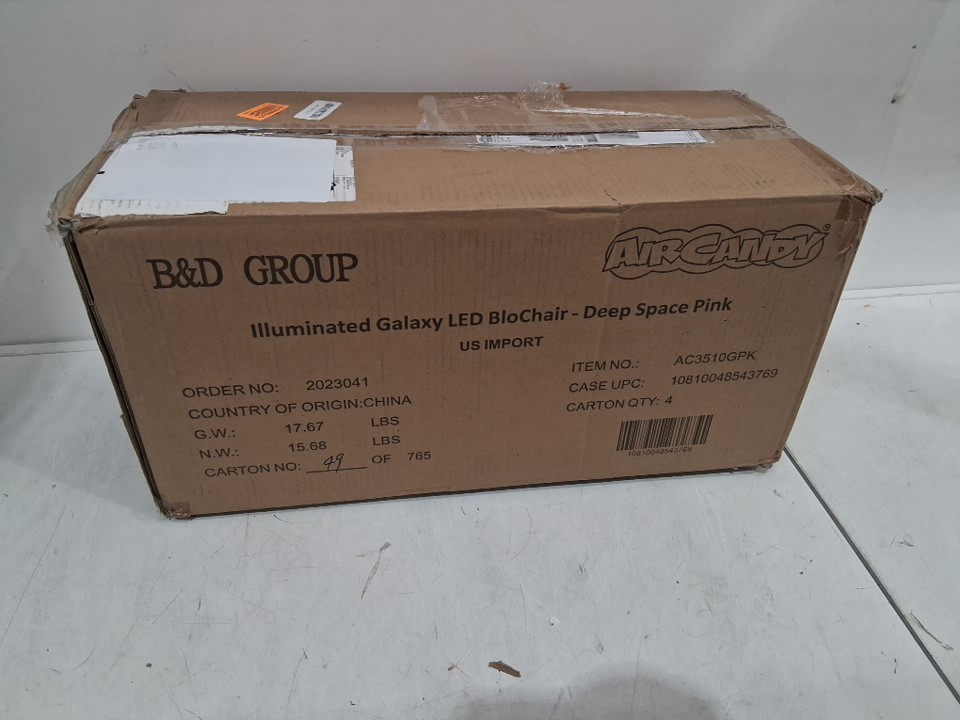 B&D GROUP
AIRCANDY
Illuminated Galaxy LED BloChair - Deep Space Pink
US IMPORT
ORDER NO: 2023041
COUNTRY OF ORIGIN:CHINA
G.W.: 17.67 LBS
N.W.: 15.68 LBS
CARTON NO: 49 OF 765
ITEM NO.: AC3510GPK
CASE UPC: 10810048543769
CARTON QTY: 4
10810048543769